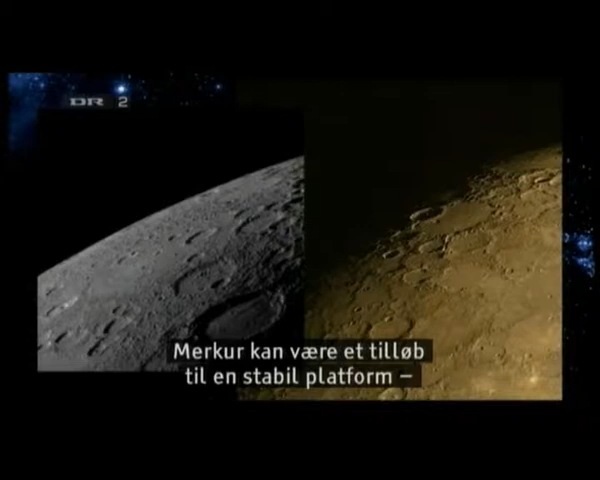 DR 2
Merkur kan være et tilløb
til en stabil platform –